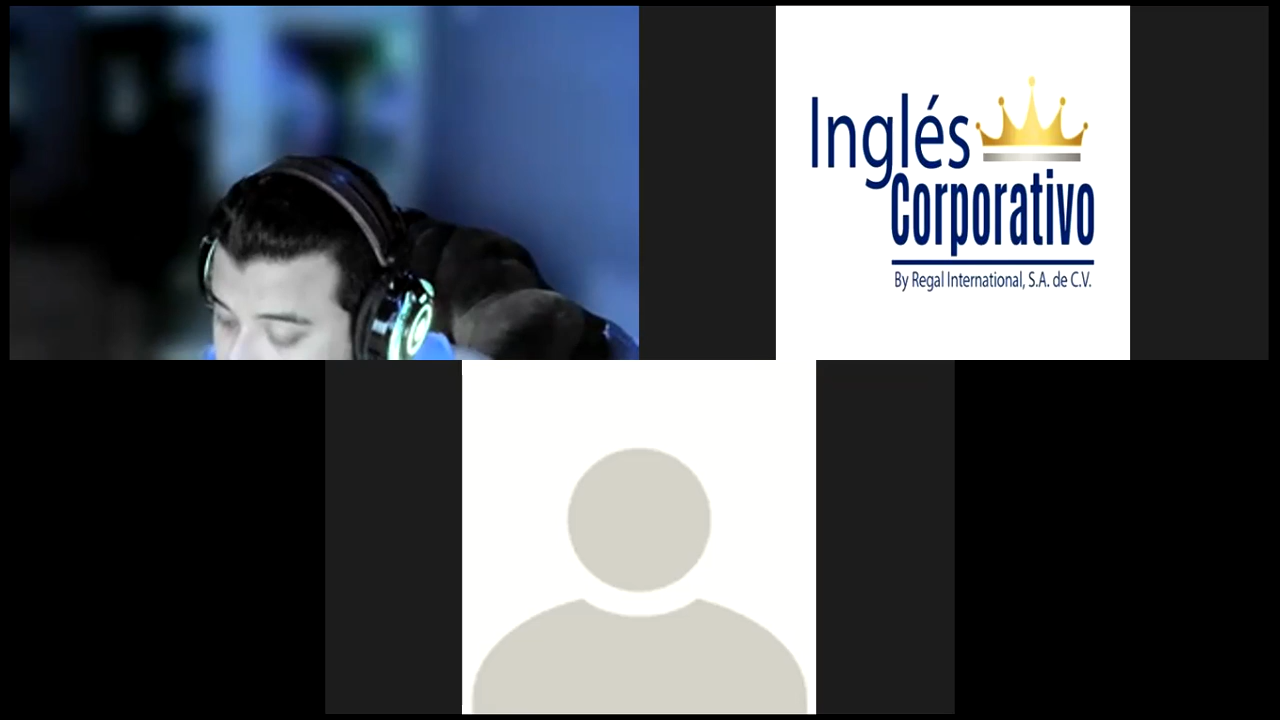 Inglés
Corporativo
By Regal International, S.A. de C.V.